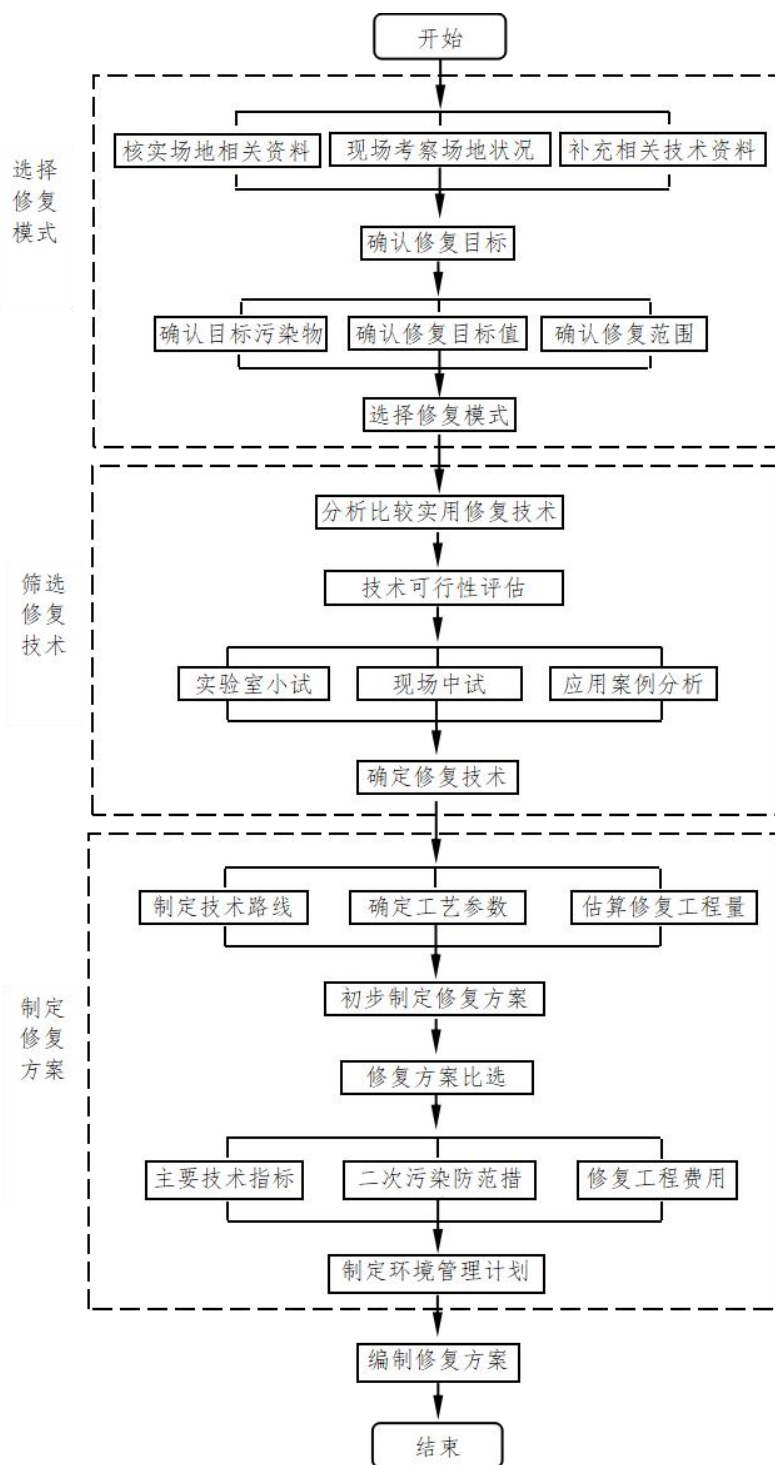 开始
选择
修复
模式
核实场地相关资料
现场考察场地状况
补充相关技术资料
确认修复目标
确认目标污染物
确认修复目标值
确认修复范围
选择修复模式
筛选
修复
技术
分析比较实用修复技术
技术可行性评估
实验室小试
现场中试
应用案例分析
确定修复技术
制定
修复
方案
制定技术路线
确定工艺参数
估算修复工程量
初步制定修复方案
修复方案比选
主要技术指标
二次污染防范措
修复工程费用
制定环境管理计划
编制修复方案
结束